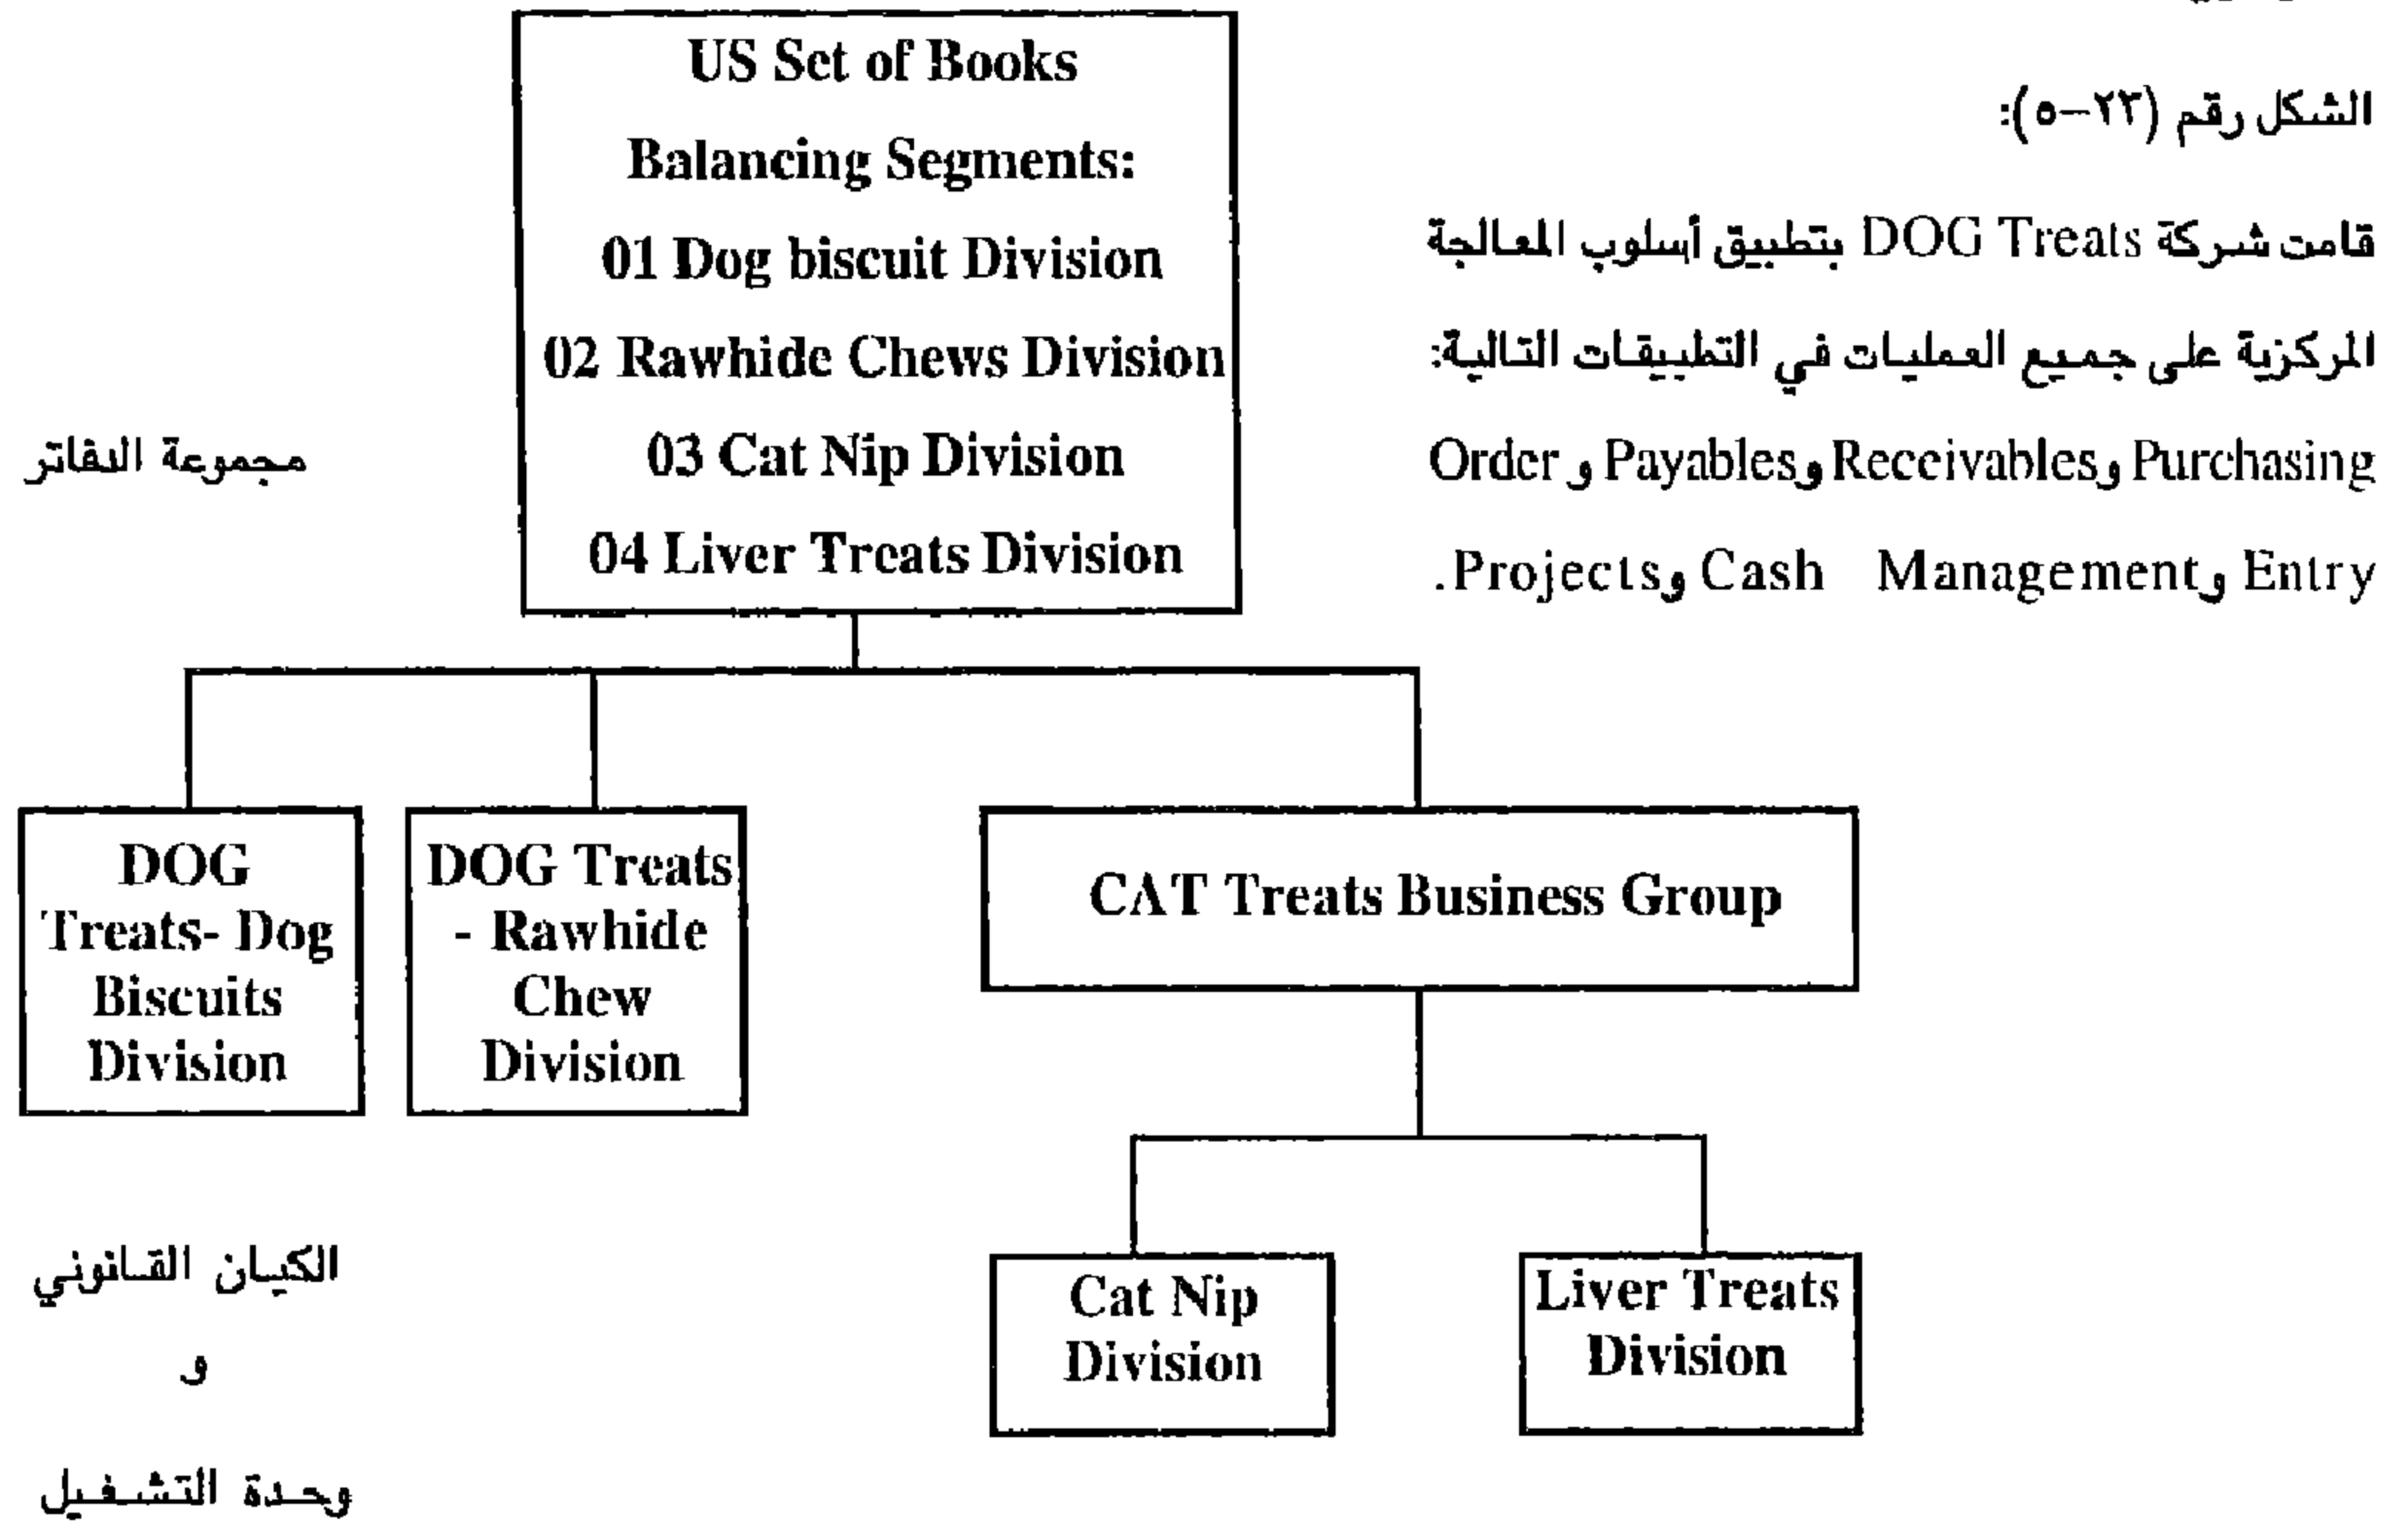 الشكل رقم (٢٣-٥):
قامت شركة DOG Treats بتطبيق أسلوب المعالجة
المركزية على جميع العمليات في التطبيقات التالية:
Purchasing وReceivables وPayables و Order
Entry وCash Management وProjects.
US Set of Books
Balancing Segments:
01 Dog biscuit Division
02 Rawhide Chews Division
03 Cat Nip Division
04 Liver Treats Division
مجموعة الدفاتر
DOG
Treats- Dog
Biscuits
Division
DOG Treats
- Rawhide
Chew
Division
CAT Treats Business Group
Cat Nip
Division
Liver Treats
Division
الكيان القانوني
و
وحدة التشغيل